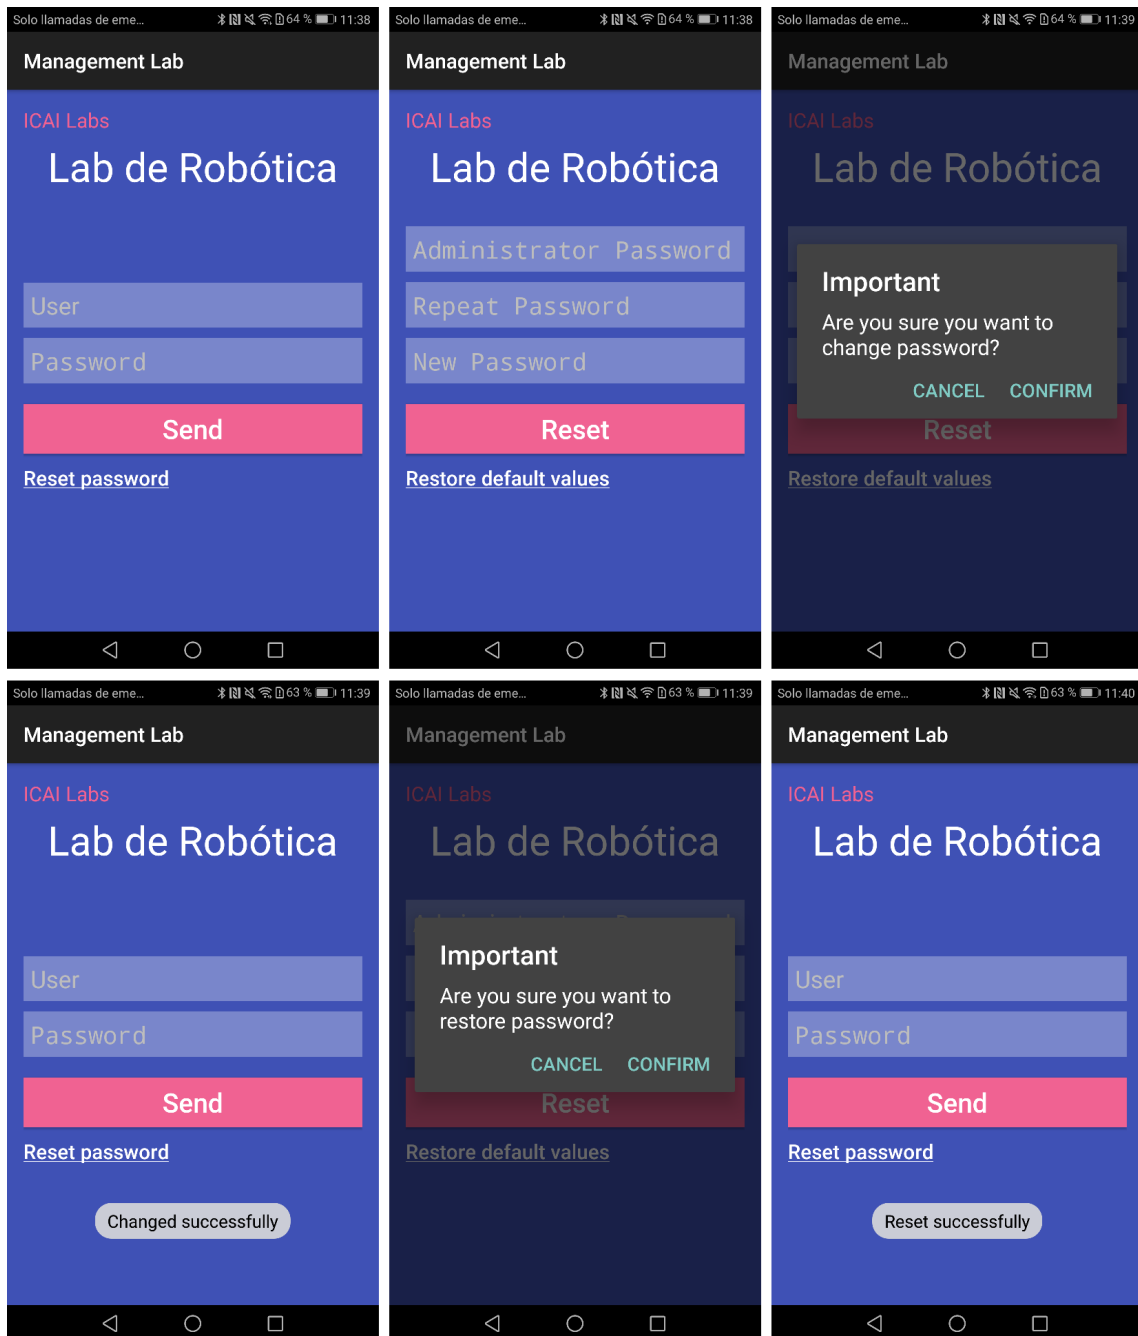 Solo llamadas de eme... 64 % 11:38
Management Lab
ICAI Labs
Lab de Robótica
User
Password
Send
Reset password
Solo llamadas de eme... 64 % 11:38
Management Lab
ICAI Labs
Lab de Robótica
Administrator Password
Repeat Password
New Password
Reset
Restore default values
Solo llamadas de eme... 64 % 11:39
Management Lab
ICAI Labs
Lab de Robótica
Important
Are you sure you want to
change password?
CANCEL CONFIRM
Reset
Restore default values
Solo llamadas de eme... 63 % 11:39
Management Lab
ICAI Labs
Lab de Robótica
User
Password
Send
Reset password
Changed successfully
Solo llamadas de eme... 63 % 11:39
Management Lab
ICAI Labs
Lab de Robótica
Important
Are you sure you want to
restore password?
CANCEL CONFIRM
Reset
Restore default values
Solo llamadas de eme... 63 % 11:40
Management Lab
ICAI Labs
Lab de Robótica
User
Password
Send
Reset password
Reset successfully